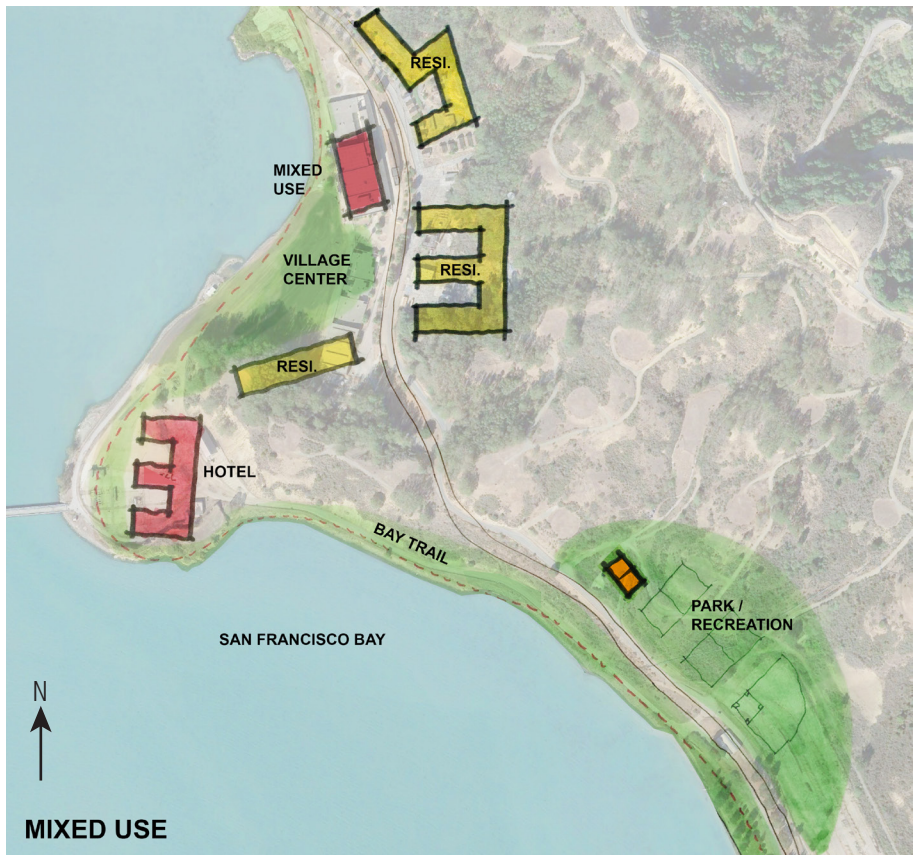 RESI.
MIXED
USE
VILLAGE
CENTER
RESI.
RESI.
HOTEL
BAY TRAIL
PARK /
RECREATION
SAN FRANCISCO BAY
N
MIXED USE